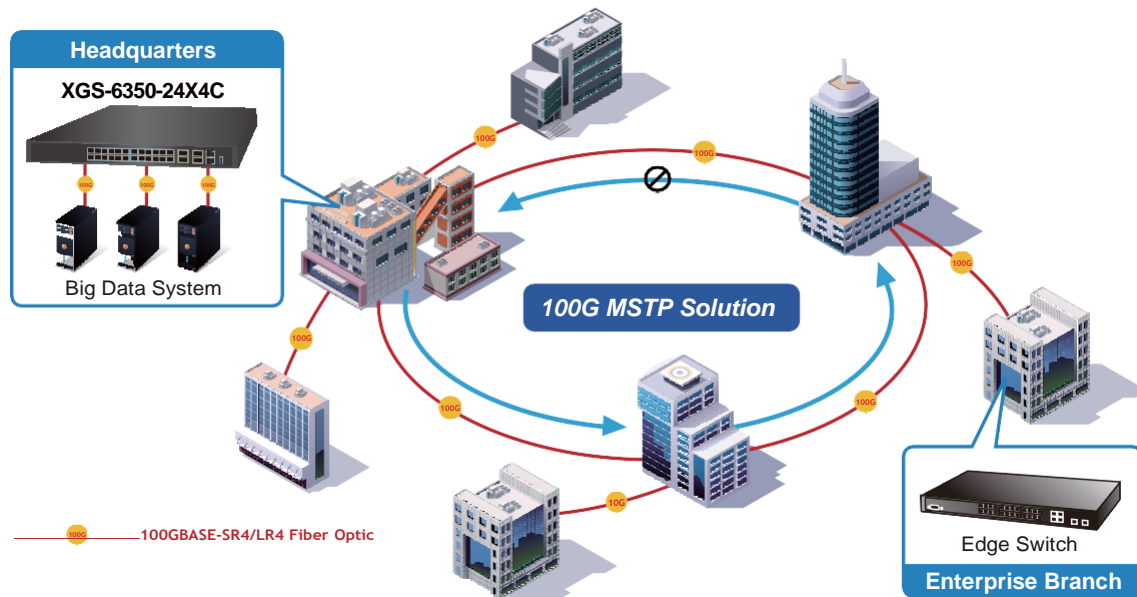 Headquarters
XGS-6350-24X4C
100G
100G
100G
Big Data System
100G
100G
100G
100G MSTP Solution
100G
100G
100G
10G
100GBASE-SR4/LR4 Fiber Optic
100G
Edge Switch
Enterprise Branch